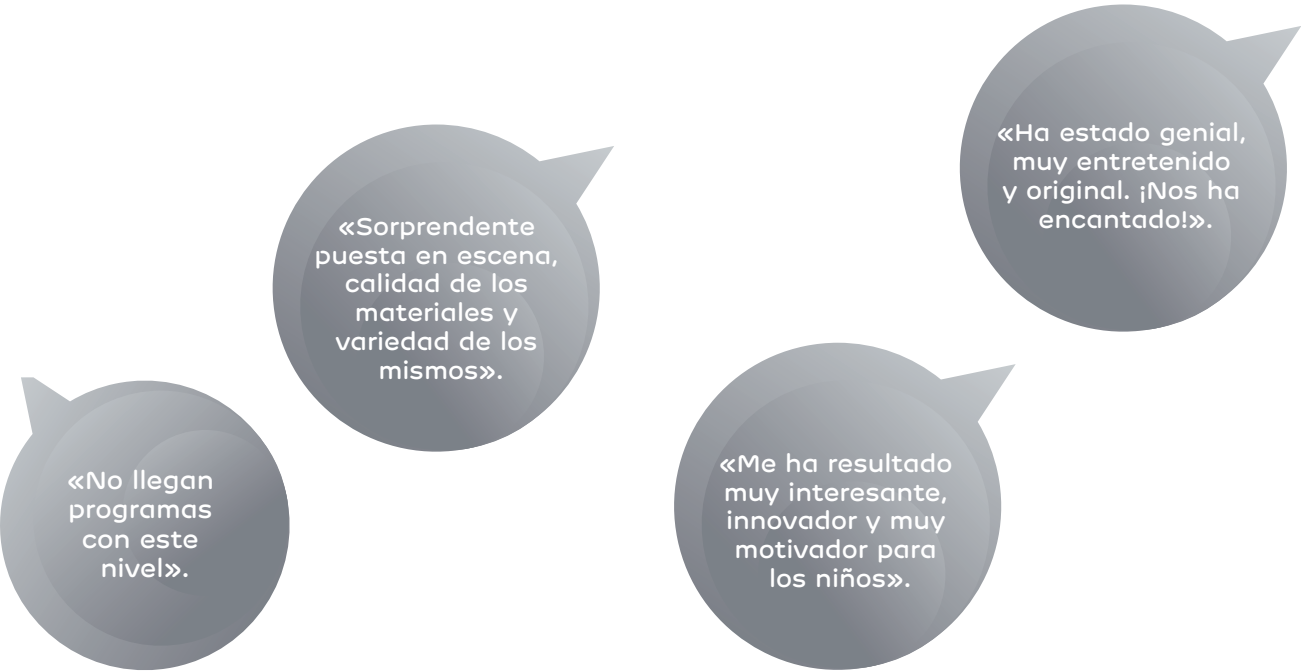 «No llegan
programas
con este
nivel».
«Sorprendente
puesta en escena,
calidad de los
materiales y
variedad de los
mismos».
«Me ha resultado
muy interesante,
innovador y muy
motivador para
los niños».
«Ha estado genial,
muy entretenido
y original. ¡Nos ha
encantado!».